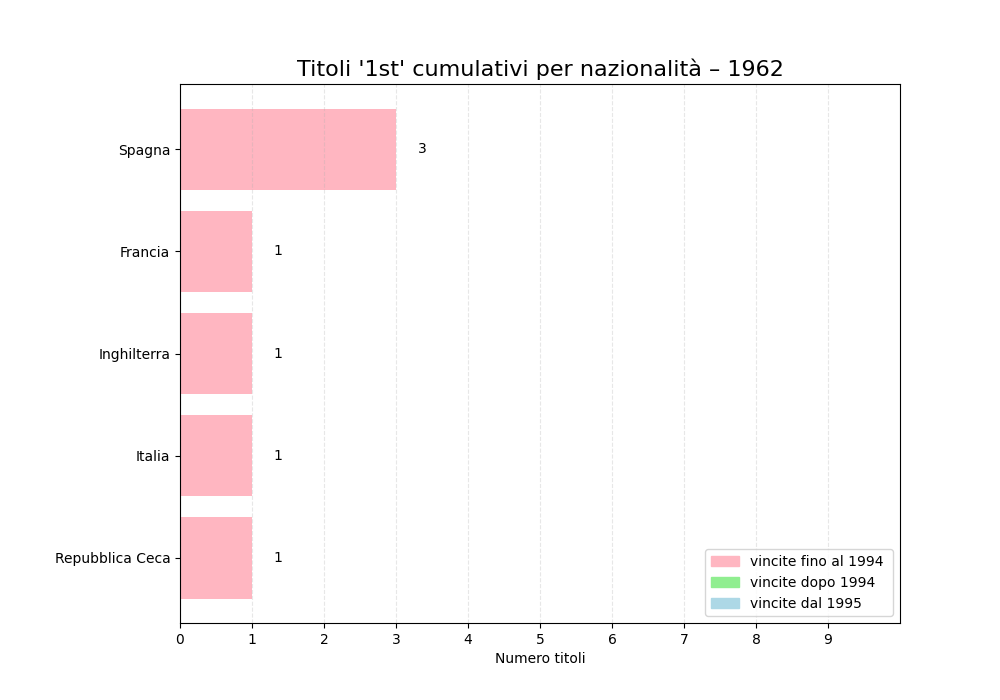 Titoli '1st' cumulativi per nazionalità – 1962
Spagna 3
Francia 1
Inghilterra 1
Italia 1
Repubblica Ceca 1
vincite fino al 1994
vincite dopo 1994
vincite dal 1995
0 1 2 3 4 5 6 7 8 9
Numero titoli